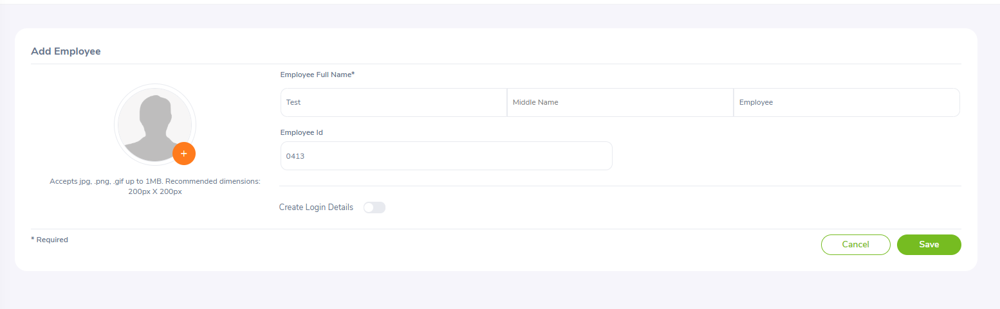 Add Employee
Employee Full Name*
Test Middle Name Employee
Employee Id
0413
+
Accepts jpg, .png, .gif up to 1MB. Recommended dimensions:
200px X 200px
Create Login Details
* Required
Cancel Save